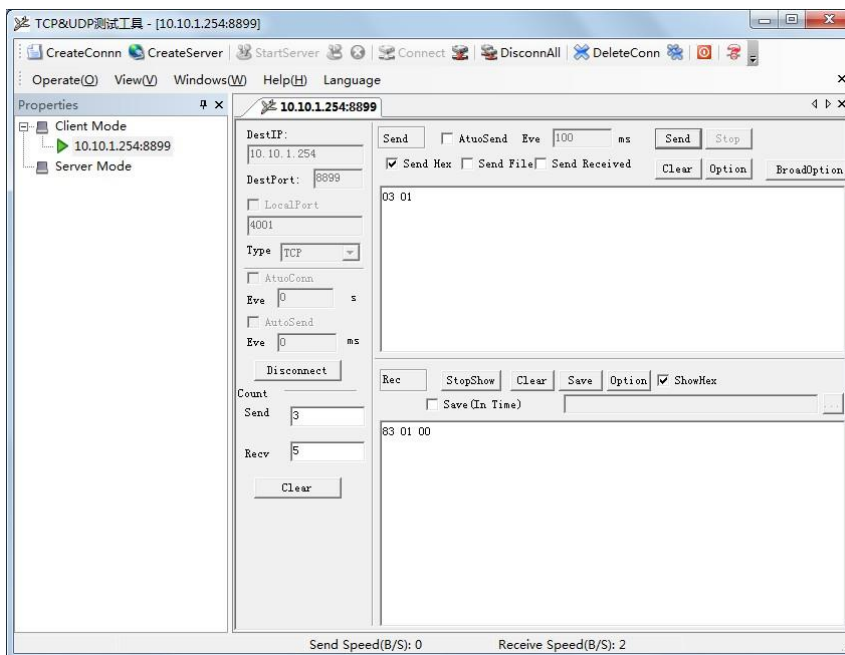 TCP&UDP测试工具 - [10.10.1.254:8899]
CreateConnn CreateServer StartServer Connect DisconnAll DeleteConn
Operate(O) View(V) Windows(W) Help(H) Language
Properties
Client Mode
10.10.1.254:8899
Server Mode
10.10.1.254:8899
DestIP:
10.10.1.254
DestPort: 8899
LocalPort
4001
Type TCP
AtuoConn
Eve 0 s
AutoSend
Eve 0 ms
Disconnect
Count
Send 3
Recv 5
Clear
Send AtuoSend Eve 100 ms Send Stop
Send Hex Send File Send Received Clear Option BroadOption
03 01
Rec StopShow Clear Save Option ShowHex
Save(In Time) ...
83 01 00
Send Speed(B/S): 0 Receive Speed(B/S): 2